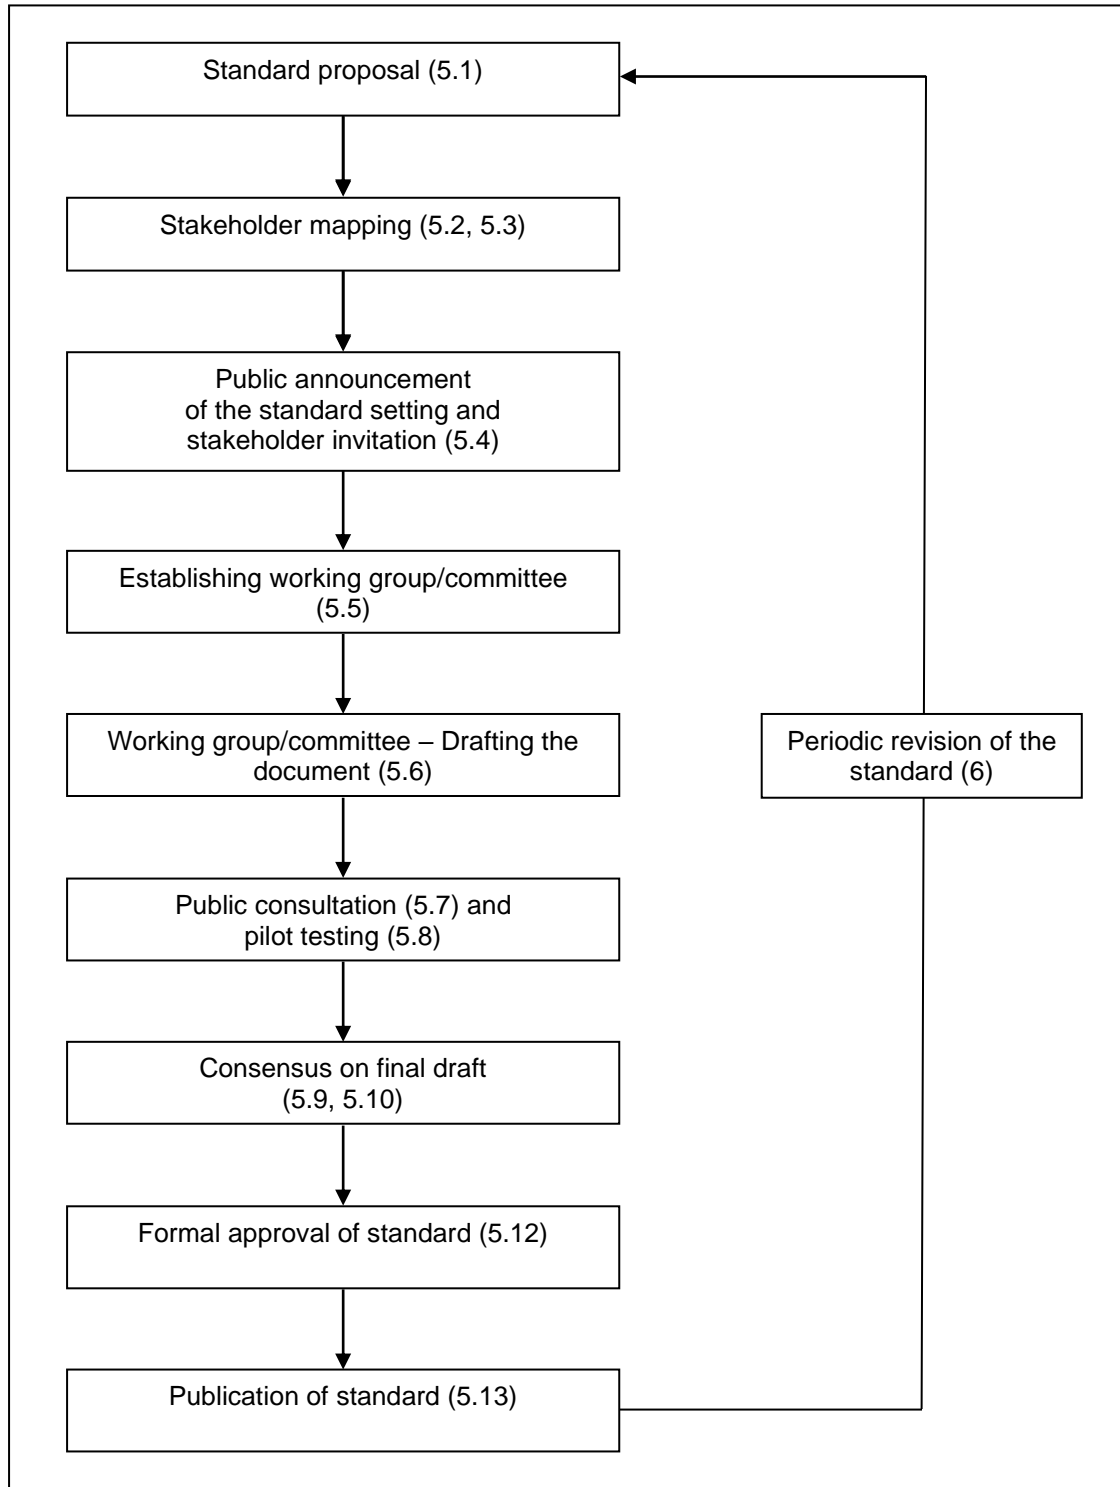 Standard proposal (5.1)
Stakeholder mapping (5.2, 5.3)
Public announcement
of the standard setting and
stakeholder invitation (5.4)
Establishing working group/committee
(5.5)
Working group/committee – Drafting the
document (5.6)
Periodic revision of the
standard (6)
Public consultation (5.7) and
pilot testing (5.8)
Consensus on final draft
(5.9, 5.10)
Formal approval of standard (5.12)
Publication of standard (5.13)